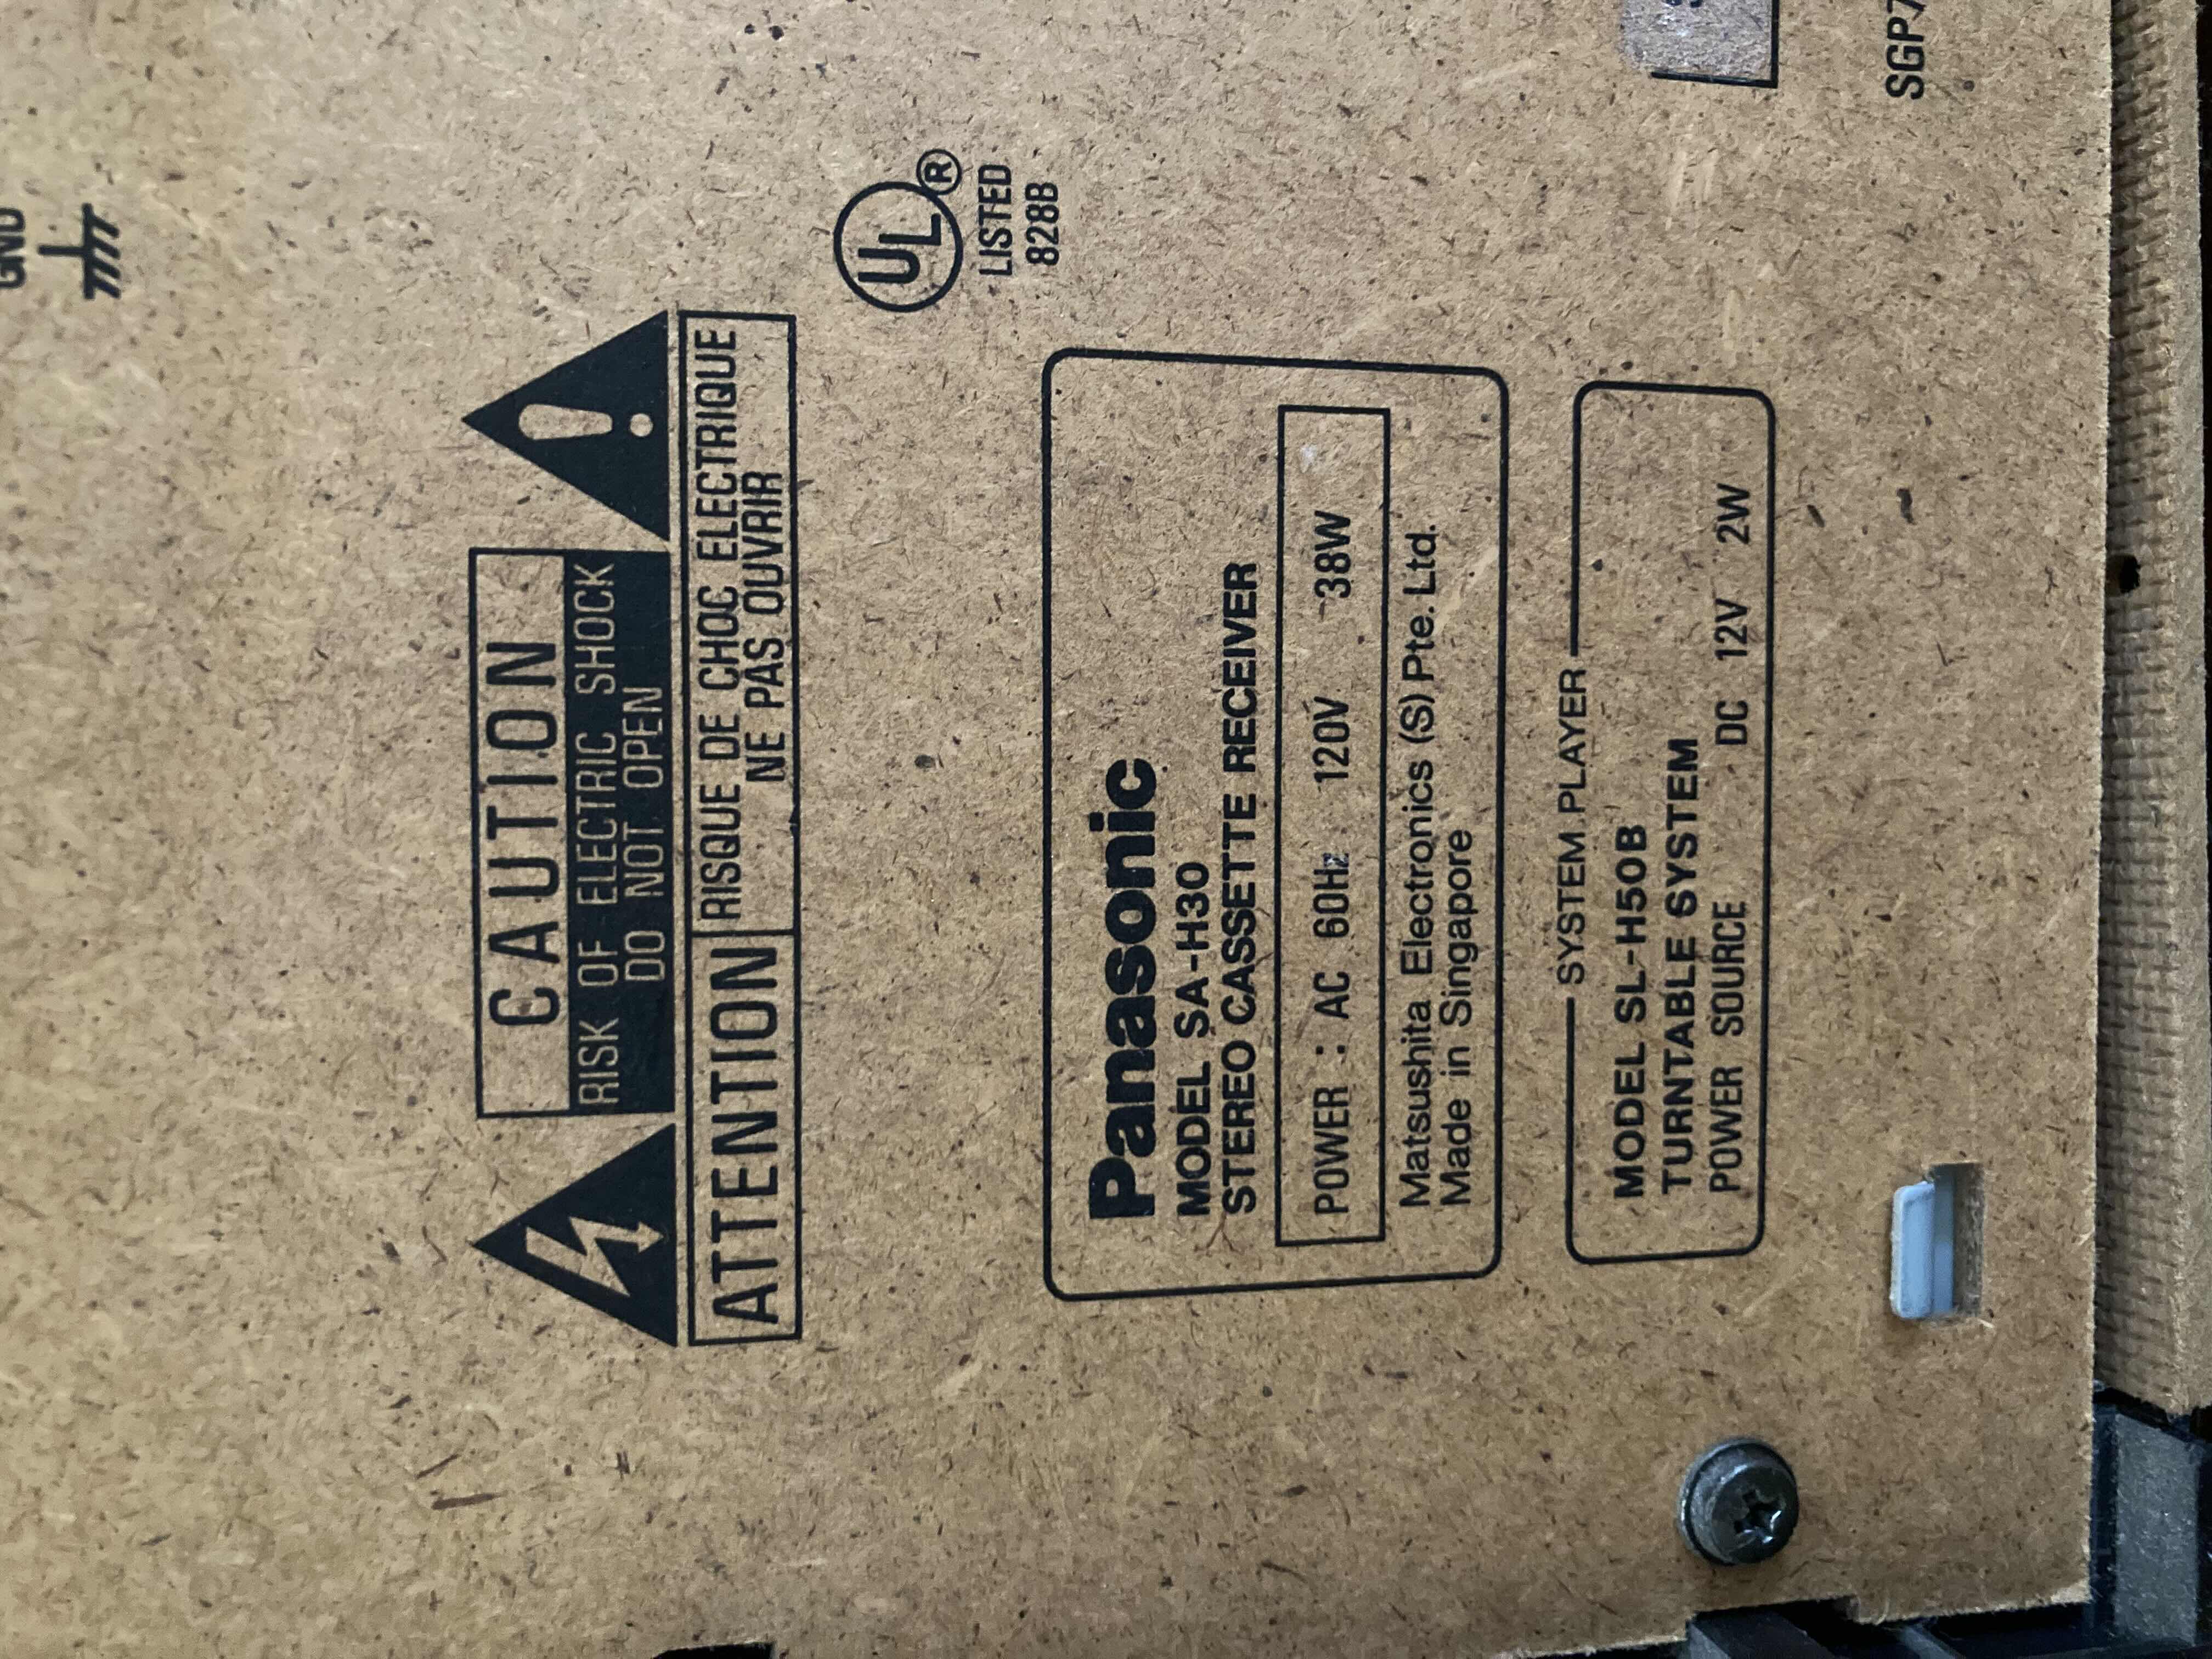 GND
CAUTION
RISK OF ELECTRIC SHOCK
DO NOT OPEN
ATTENTION
RISQUE DE CHOC ELECTRIQUE
NE PAS OUVRIR
UL®
LISTED
828B
Panasonic
MODEL SA-H30
STEREO CASSETTE RECEIVER
POWER : AC 60Hz 120V 38W
Matsushita Electronics (S) Pte. Ltd.
Made in Singapore
SYSTEM PLAYER
MODEL SL-H50B
TURNTABLE SYSTEM
POWER SOURCE DC 12V 2W
SGP7